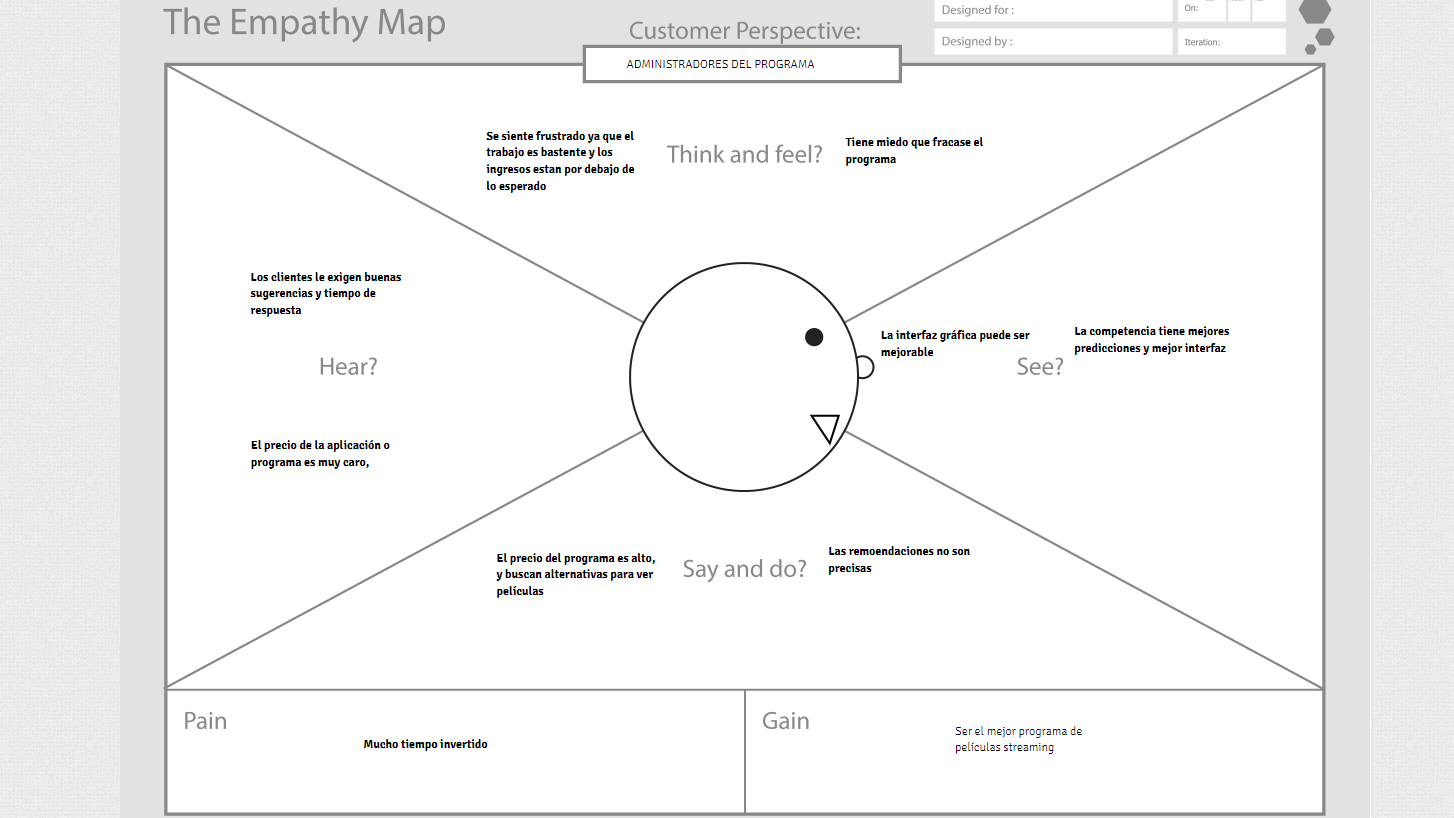 The Empathy Map
Customer Perspective:
Designed for :
On:
Designed by :
Iteration:
ADMINISTRADORES DEL PROGRAMA
Se siente frustrado ya que el
trabajo es bastente y los
ingresos estan por debajo de
lo esperado
Think and feel?
Tiene miedo que fracase el
programa
Los clientes le exigen buenas
sugerencias y tiempo de
respuesta
Hear?
El precio de la aplicación o
programa es muy caro,
La interfaz gráfica puede ser
mejorable
See?
La competencia tiene mejores
predicciones y mejor interfaz
El precio del programa es alto,
y buscan alternativas para ver
películas
Say and do?
Las remoendaciones no son
precisas
Pain
Mucho tiempo invertido
Gain
Ser el mejor programa de
películas streaming